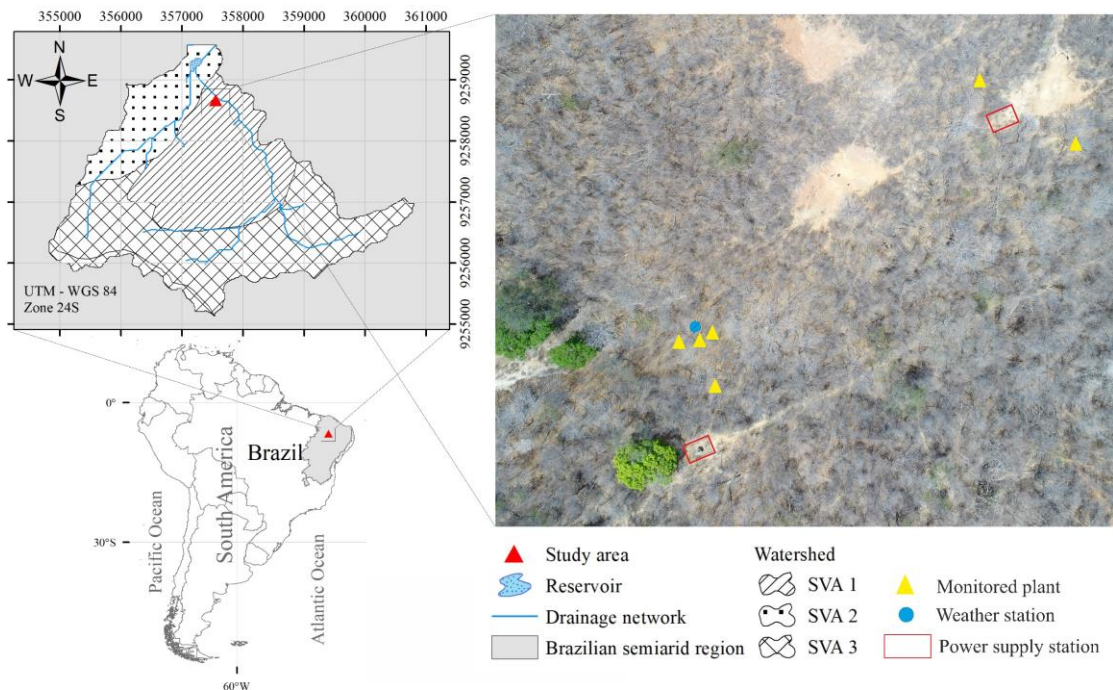 355000 356000 357000 358000 359000 360000 361000
N
W E
S
9259000
9258000
9257000
9256000
9255000
UTM - WGS 84
Zone 24S
0°
Brazil
South America
Pacific Ocean
Atlantic Ocean
30°S
60°W
Study area
Reservoir
Drainage network
Brazilian semiarid region
Watershed
SVA 1
SVA 2
SVA 3
Monitored plant
Weather station
Power supply station